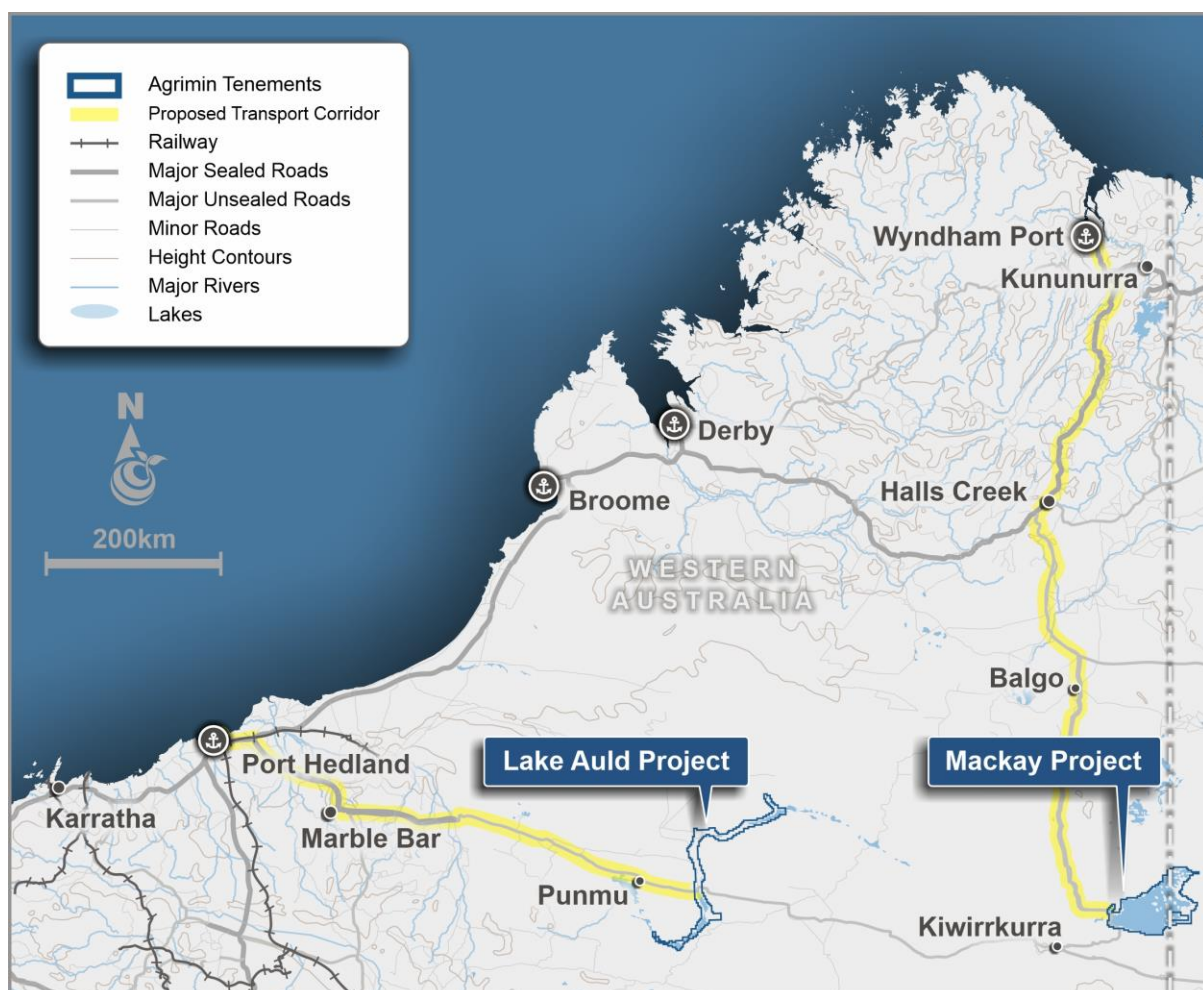 Agrimin Tenements
Proposed Transport Corridor
Railway
Major Sealed Roads
Major Unsealed Roads
Minor Roads
Height Contours
Major Rivers
Lakes
N
200km
Wyndham Port
Kununurra
Derby
Broome
Halls Creek
WESTERN
AUSTRALIA
Balgo
Port Hedland
Lake Auld Project
Mackay Project
Karratha
Marble Bar
Punmu
Kiwirrkurra